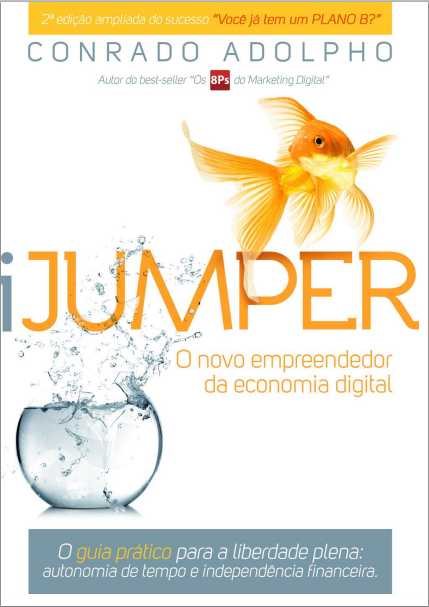 2ª edição ampliada do sucesso "Você já tem um PLANO B?"
CONRADO ADOLPHO
Autor do best-seller "Os 8Ps do Marketing Digital"
iJUMPER
O novo empreendedor
da economia digital
O guia prático para a liberdade plena:
autonomia de tempo e independência financeira.